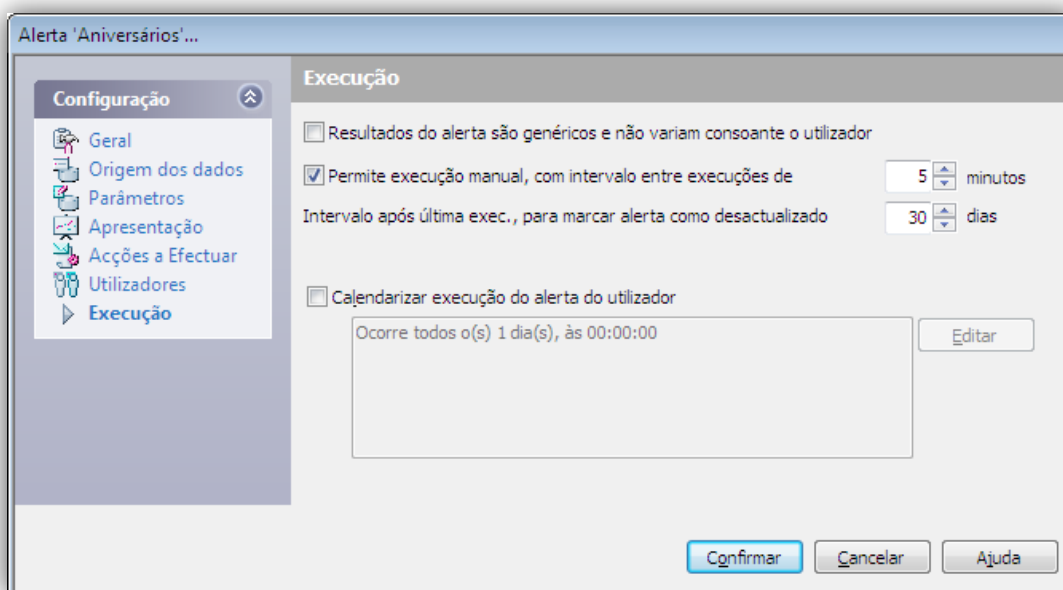 Alerta 'Aniversários'...
Configuração
Geral
Origem dos dados
Parâmetros
Apresentação
Acções a Efectuar
Utilizadores
Execução
Execução
Resultados do alerta são genéricos e não variam consoante o utilizador
Permite execução manual, com intervalo entre execuções de 5 minutos
Intervalo após última exec., para marcar alerta como desactualizado 30 dias
Calendarizar execução do alerta do utilizador
Ocorre todos o(s) 1 dia(s), às 00:00:00
Editar
Confirmar Cancelar Ajuda